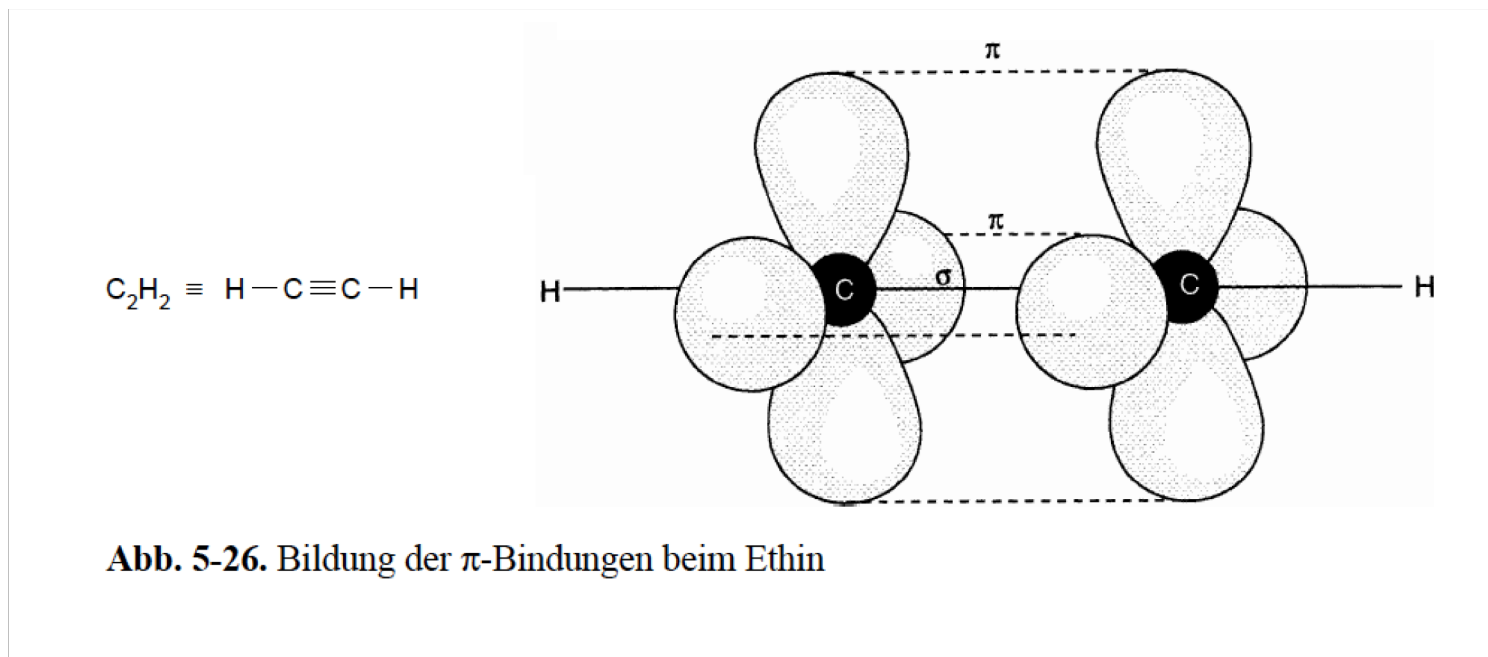 π
π
C₂H₂ ≡ H—C≡C—H
H C σ C H
Abb. 5-26. Bildung der π-Bindungen beim Ethin